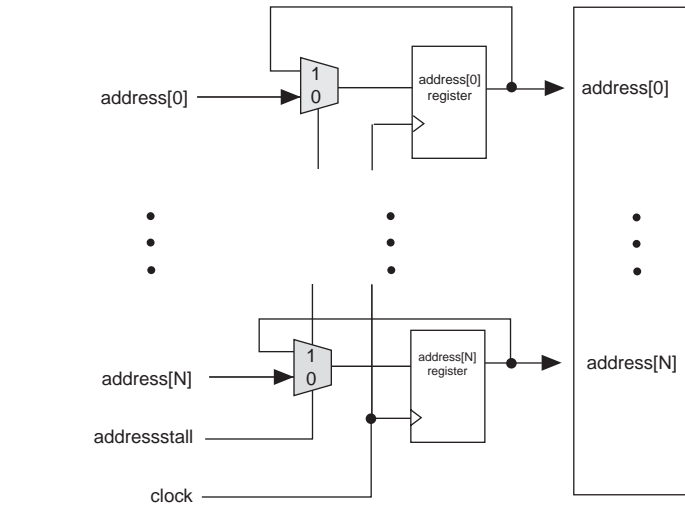 1
0
address[0]
address[0]
register
address[0]
1
0
address[N]
address[N]
register
address[N]
addressstall
clock